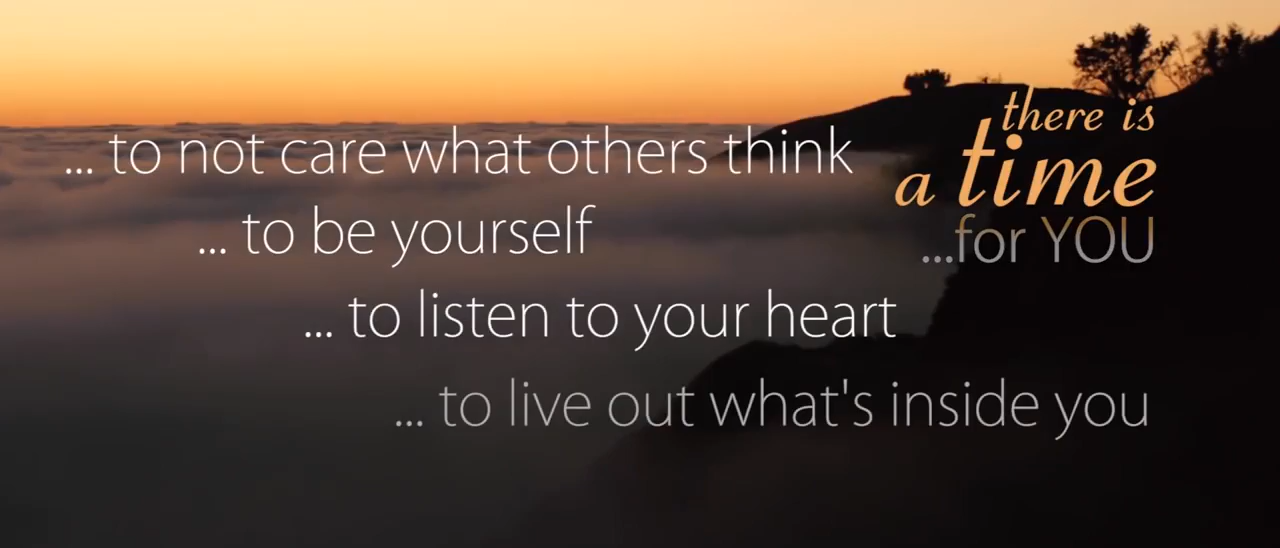 there is
a time
...for YOU
... to not care what others think
... to be yourself
... to listen to your heart
... to live out what's inside you